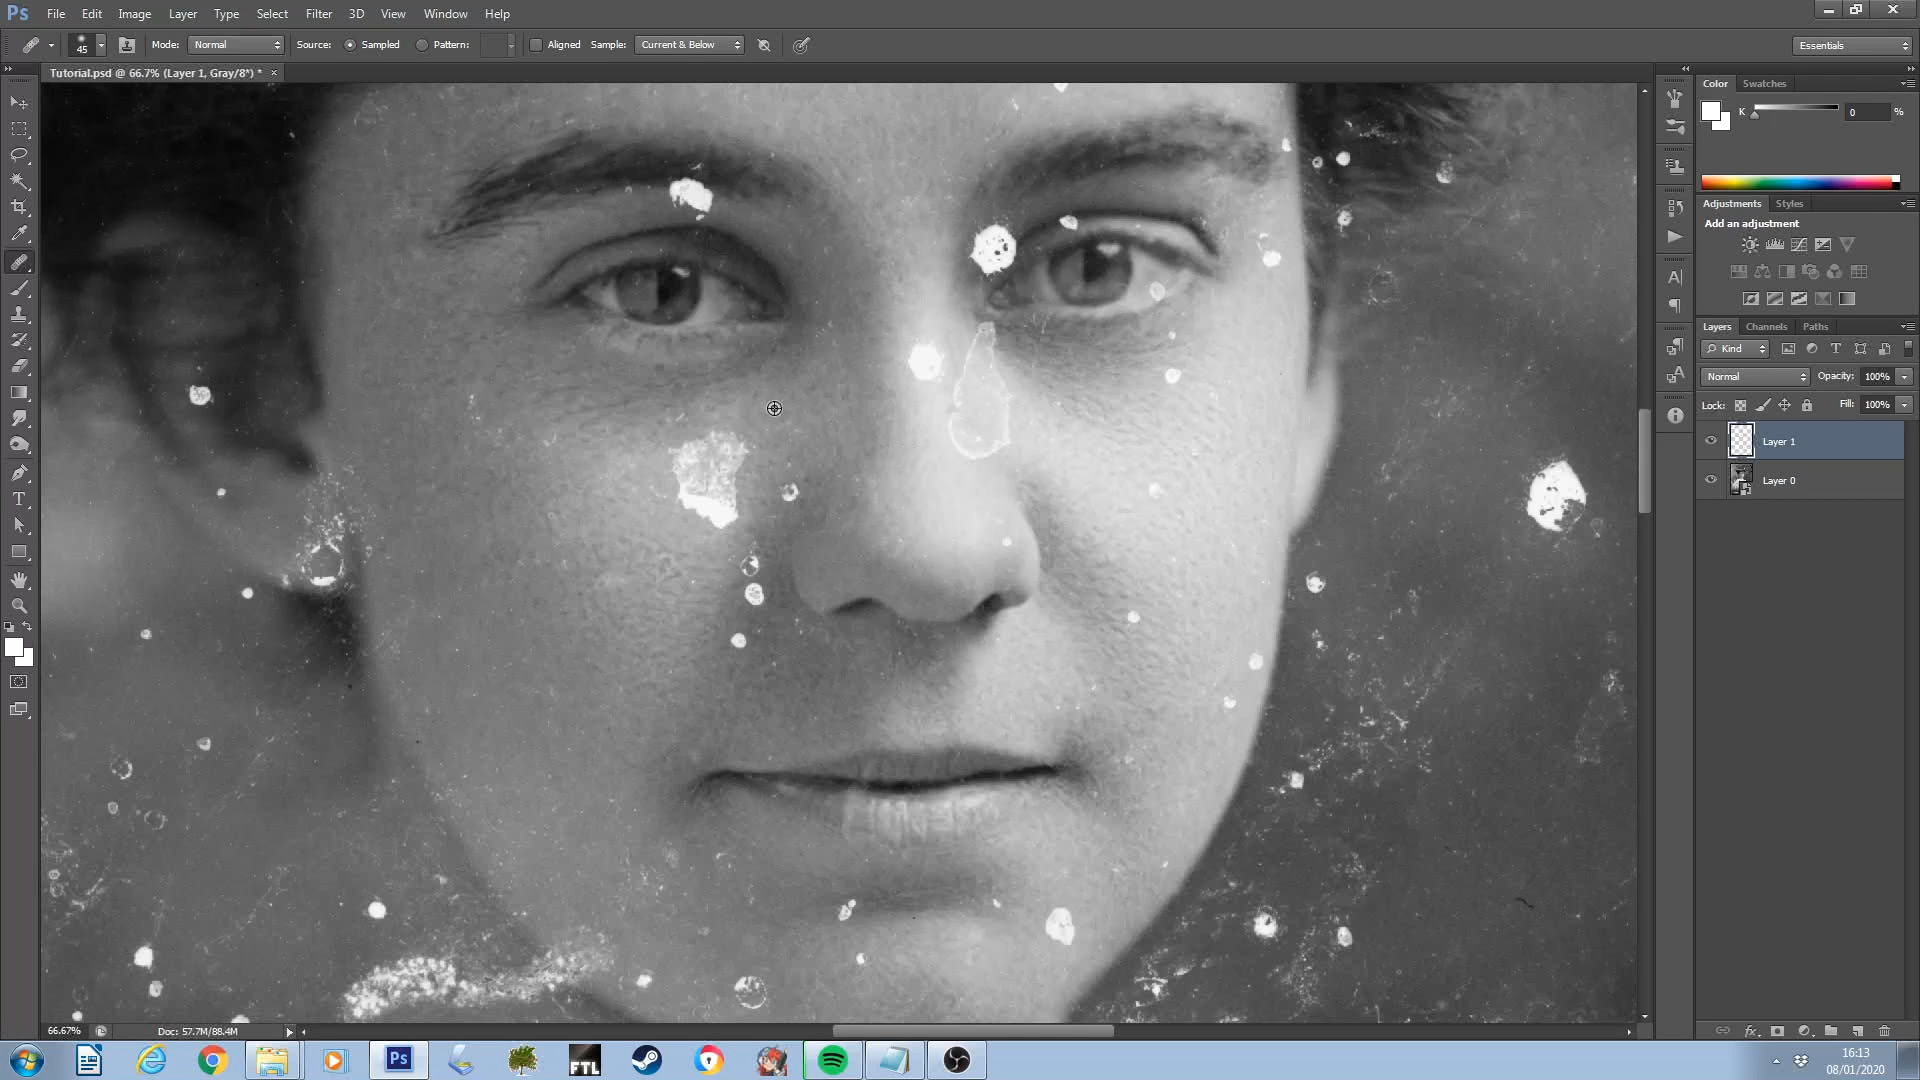 Ps File Edit Image Layer Type Select Filter 3D View Window Help
45 Mode: Normal Source: Sampled Pattern: Aligned Sample: Current & Below Essentials
Tutorial.psd @ 66.7% (Layer 1, Gray/8*) * ×
Color Swatches
K 0 %
Adjustments Styles
Add an adjustment
Layers Channels Paths
Kind
Normal Opacity: 100%
Lock: Fill: 100%
Layer 1
Layer 0
66.67% Doc: 57.7M/88.4M
Ps FTL
16:13
08/01/2020